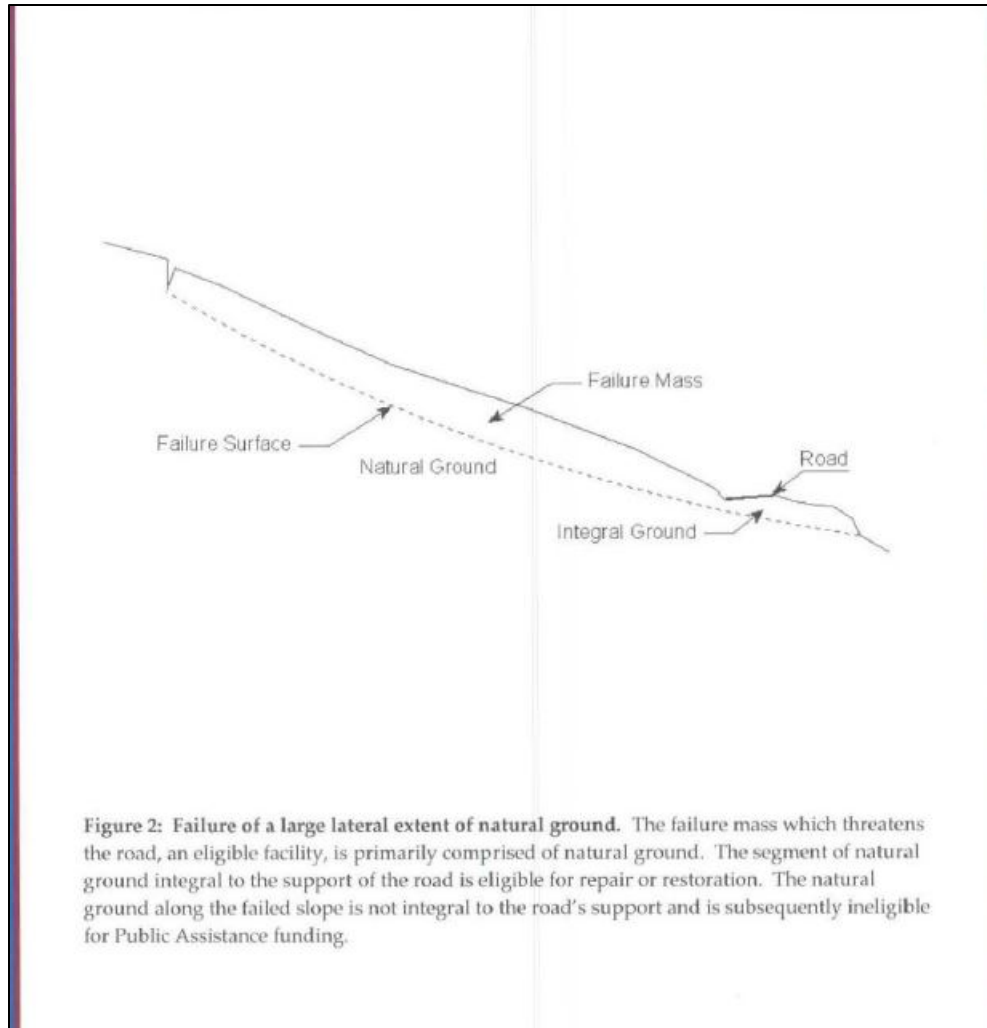 Failure Mass
Failure Surface
Natural Ground
Road
Integral Ground
Figure 2: Failure of a large lateral extent of natural ground. The failure mass which threatens
the road, an eligible facility, is primarily comprised of natural ground. The segment of natural
ground integral to the support of the road is eligible for repair or restoration. The natural
ground along the failed slope is not integral to the road's support and is subsequently ineligible
for Public Assistance funding.